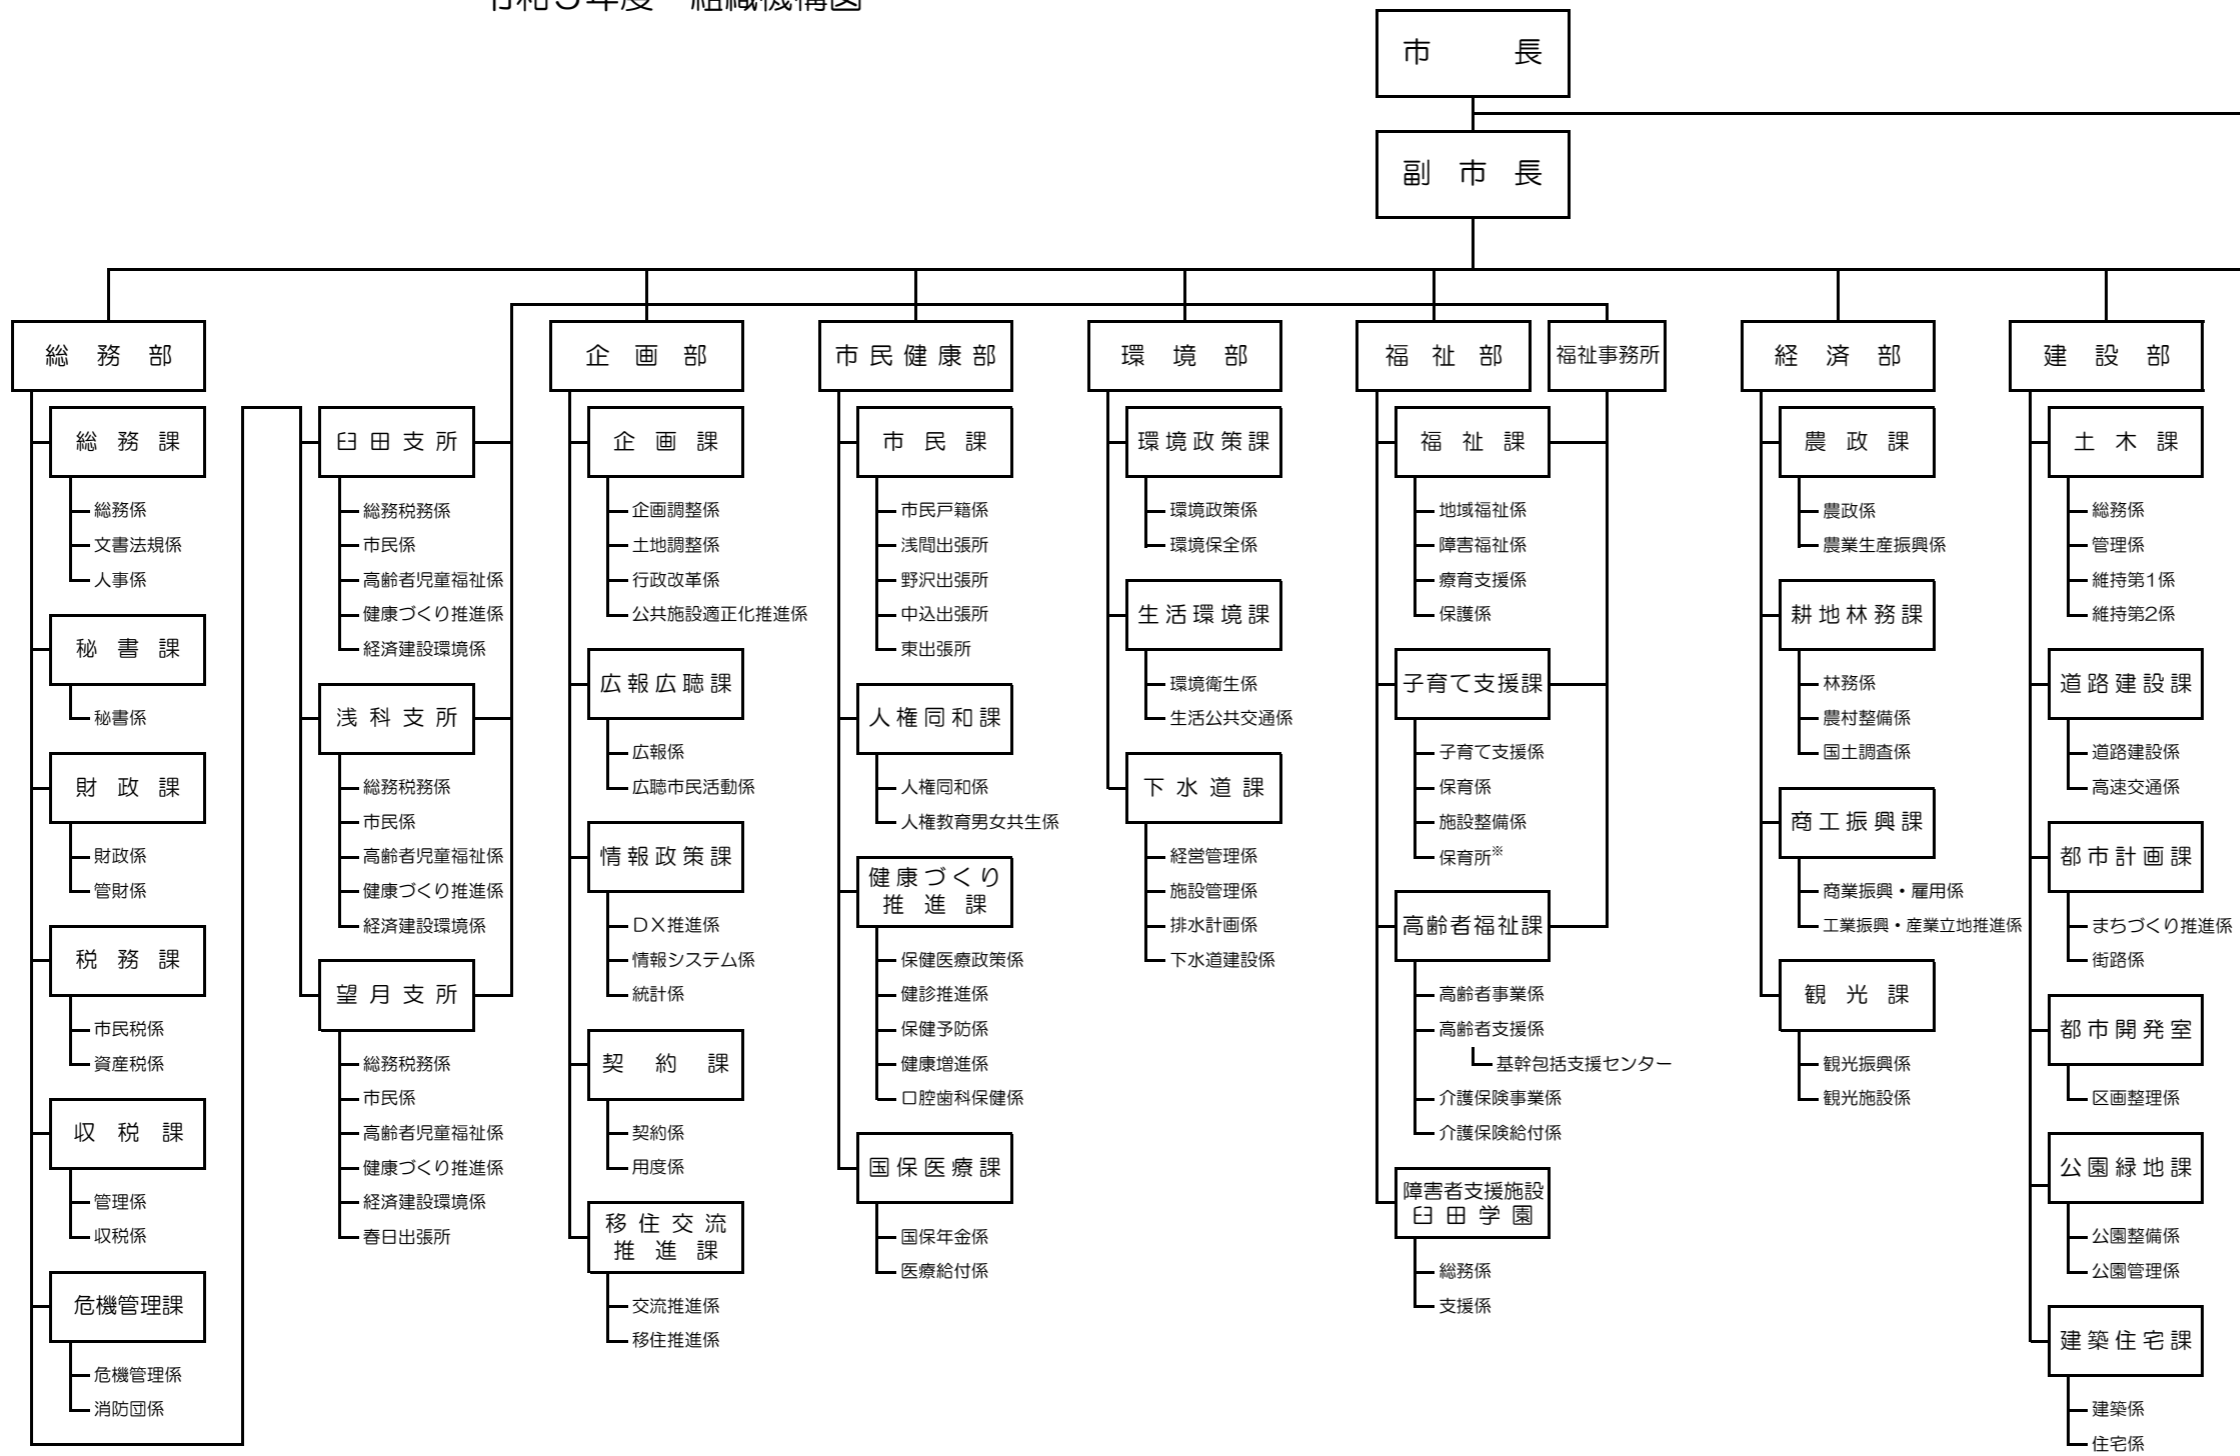 令和5年度　組織機構図
市長
副市長
総務部
総務課
総務係
文書法規係
人事係
秘書課
秘書係
財政課
財政係
管財係
税務課
市民税係
資産税係
収税課
管理係
収税係
危機管理課
危機管理係
消防団係
臼田支所
総務税務係
市民係
高齢者児童福祉係
健康づくり推進係
経済建設環境係
浅科支所
総務税務係
市民係
高齢者児童福祉係
健康づくり推進係
経済建設環境係
望月支所
総務税務係
市民係
高齢者児童福祉係
健康づくり推進係
経済建設環境係
春日出張所
企画部
企画課
企画調整係
土地調整係
行政改革係
公共施設適正化推進係
広報広聴課
広報係
広聴市民活動係
情報政策課
DX推進係
情報システム係
統計係
契約課
契約係
用度係
移住交流
推進課
交流推進係
移住推進係
市民健康部
市民課
市民戸籍係
浅間出張所
野沢出張所
中込出張所
東出張所
人権同和課
人権同和係
人権教育男女共生係
健康づくり
推進課
保健医療政策係
健診推進係
保健予防係
健康増進係
口腔歯科保健係
国保医療課
国保年金係
医療給付係
環境部
環境政策課
環境政策係
環境保全係
生活環境課
環境衛生係
生活公共交通係
下水道課
経営管理係
施設管理係
排水計画係
下水道建設係
福祉部
福祉事務所
福祉課
地域福祉係
障害福祉係
療育支援係
保護係
子育て支援課
子育て支援係
保育係
施設整備係
保育所※
高齢者福祉課
高齢者事業係
高齢者支援係
基幹包括支援センター
介護保険事業係
介護保険給付係
障害者支援施設
臼田学園
総務係
支援係
経済部
農政課
農政係
農業生産振興係
耕地林務課
林務係
農村整備係
国土調査係
商工振興課
商業振興・雇用係
工業振興・産業立地推進係
観光課
観光振興係
観光施設係
建設部
土木課
総務係
管理係
維持第1係
維持第2係
道路建設課
道路建設係
高速交通係
都市計画課
まちづくり推進係
街路係
都市開発室
区画整理係
公園緑地課
公園整備係
公園管理係
建築住宅課
建築係
住宅係